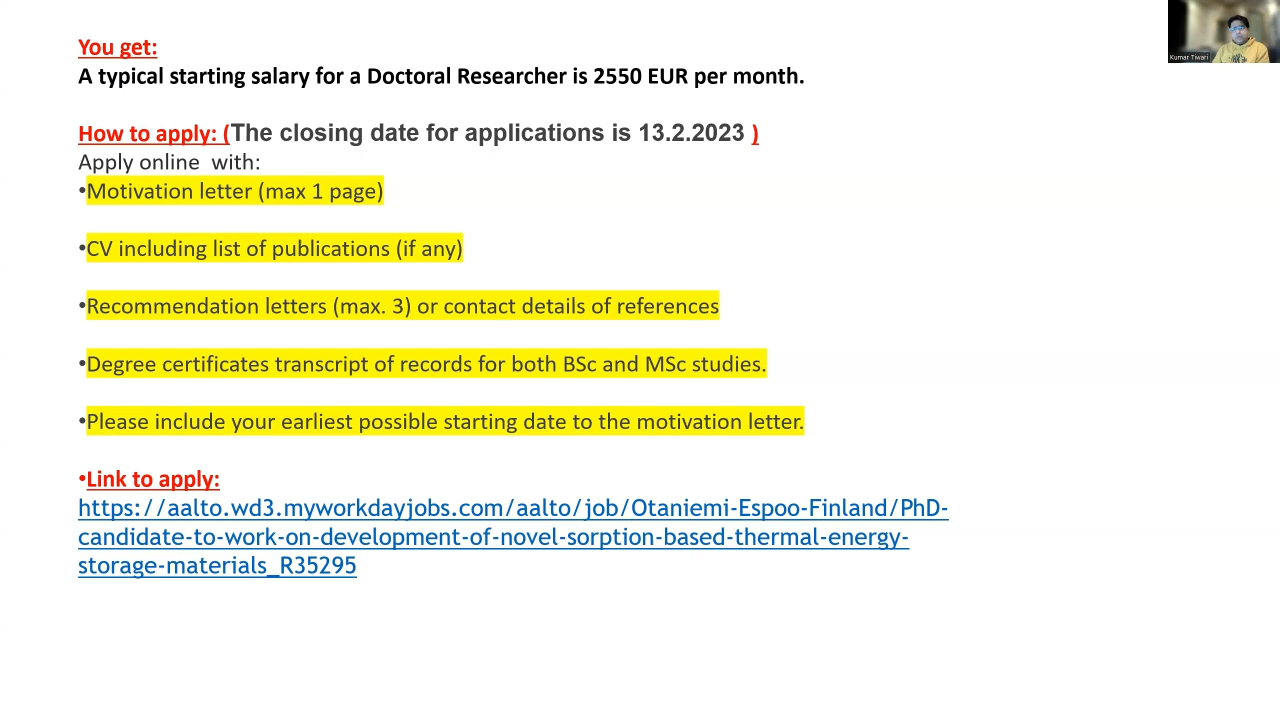 You get:
A typical starting salary for a Doctoral Researcher is 2550 EUR per month.
How to apply: (The closing date for applications is 13.2.2023 )
Apply online  with:
•Motivation letter (max 1 page)
•CV including list of publications (if any)
•Recommendation letters (max. 3) or contact details of references
•Degree certificates transcript of records for both BSc and MSc studies.
•Please include your earliest possible starting date to the motivation letter.
•Link to apply:
https://aalto.wd3.myworkdayjobs.com/aalto/job/Otaniemi-Espoo-Finland/PhD-
candidate-to-work-on-development-of-novel-sorption-based-thermal-energy-
storage-materials_R35295
Kumar Tiwari